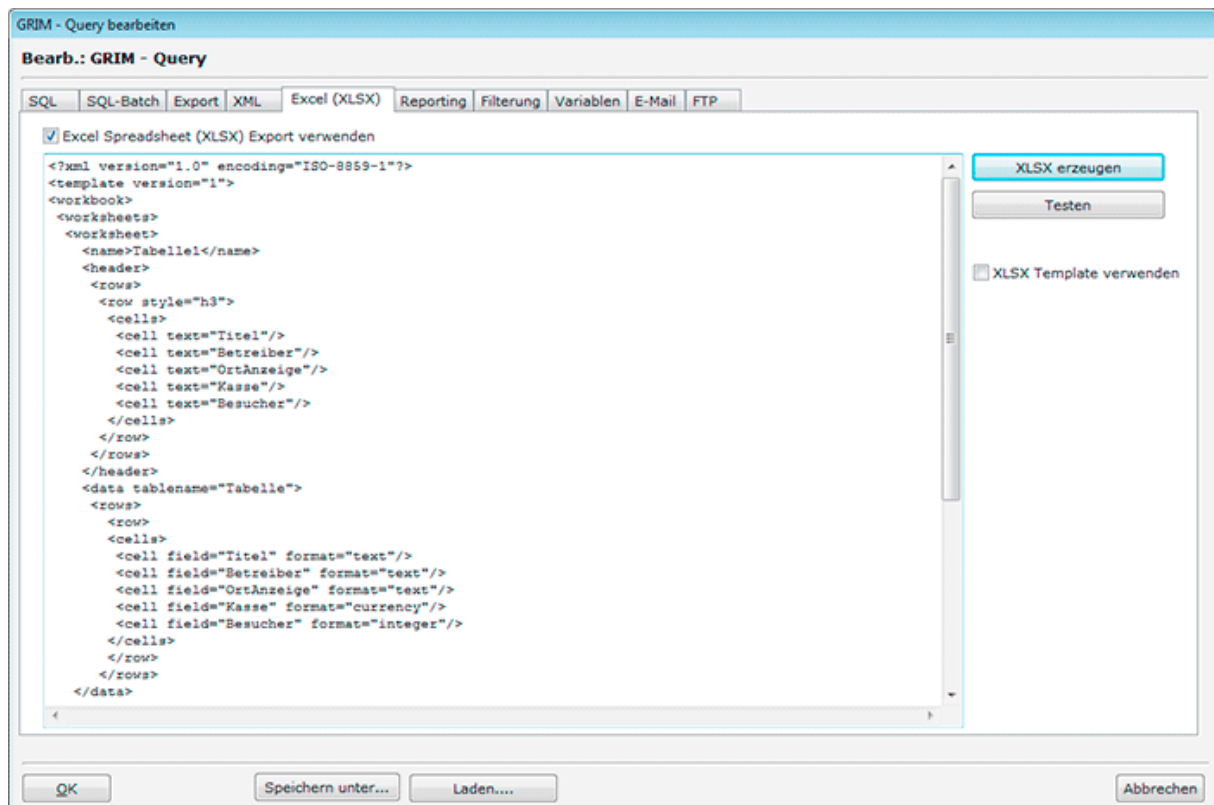 GRIM - Query bearbeiten
Bearb.: GRIM - Query
SQL SQL-Batch Export XML Excel (XLSX) Reporting Filterung Variablen E-Mail FTP
Excel Spreadsheet (XLSX) Export verwenden
<?xml version="1.0" encoding="ISO-8859-1"?>
<template version="1">
<workbook>
<worksheets>
<worksheet>
<name>Tabelle1</name>
<header>
<rows>
<row style="h3">
<cells>
<cell text="Titel"/>
<cell text="Betreiber"/>
<cell text="OrtAnzeige"/>
<cell text="Kasse"/>
<cell text="Besucher"/>
</cells>
</row>
</rows>
</header>
<data tablename="Tabelle">
<rows>
<row>
<cells>
<cell field="Titel" format="text"/>
<cell field="Betreiber" format="text"/>
<cell field="OrtAnzeige" format="text"/>
<cell field="Kasse" format="currency"/>
<cell field="Besucher" format="integer"/>
</cells>
</row>
</rows>
</data>
XLSX erzeugen
Testen
XLSX Template verwenden
OK Speichern unter... Laden.... Abbrechen